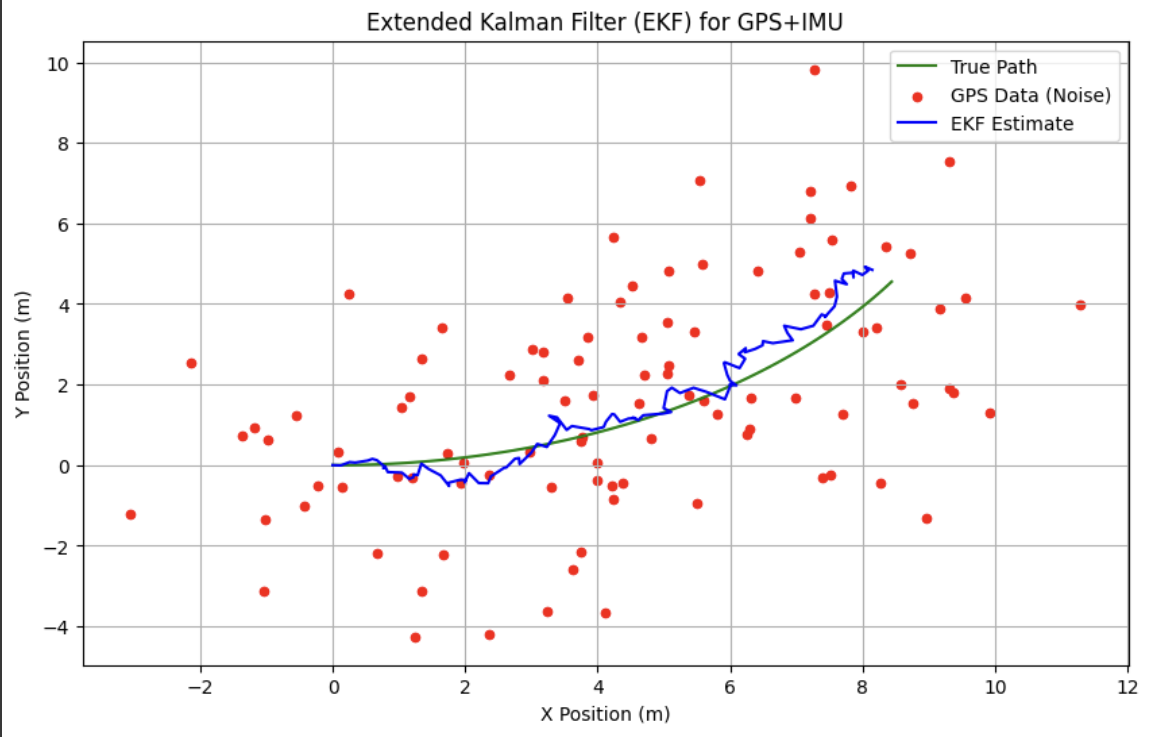 Extended Kalman Filter (EKF) for GPS+IMU
True Path
GPS Data (Noise)
EKF Estimate
10
8
6
4
2
0
−2
−4
Y Position (m)
−2 0 2 4 6 8 10 12
X Position (m)